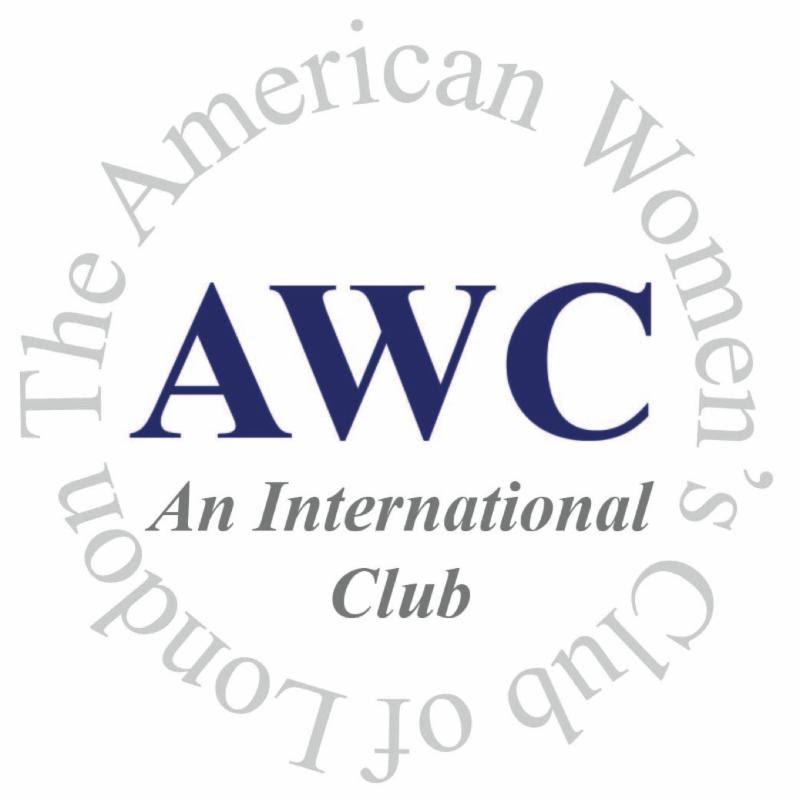 The American Women's Club of London
AWC
An International
Club